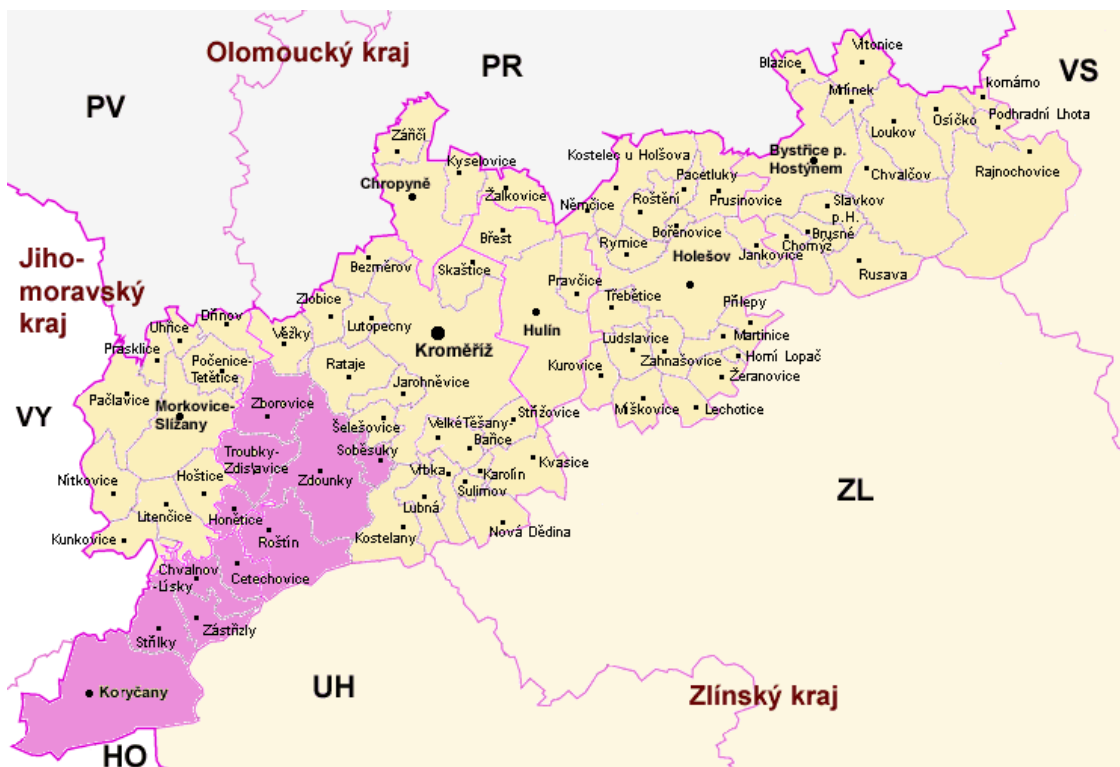 Olomoucký kraj
PR
VS
PV
Vítonice
Blazice
Mrlínek
komárno
Osíčko
Podhradní Lhota
Loukov
Rajnochovice
Zářičí
Kyselovice
Kostelec u Holšova
Bystřice p.
Hostýnem
Chvalčov
Chropyně
Žalkovice
Pacetluky
Roštění
Prusinovice
Němčice
Slavkov
p.H.
Břest
Bořenovice
Brusné
Chomýž
Rymice
Holešov
Jankovice
Rusava
Jiho-
moravský
kraj
Bezměrov
Skaštice
Pravčice
Třebětice
Přílepy
Zlobice
Lutopecny
Hulín
Martinice
Uhřice
Dřínov
Věžky
Kroměříž
Ludslavice
Zahnašovice
Horní Lopač
Prasklice
Počenice-
Tetětice
Rataje
Jarohněvice
Kurovice
Žeranovice
Pačlavice
VY
Morkovice-
Slížany
Zborovice
Šelešovice
Střížovice
Míškovice
Lechotice
VelkéTěšany-
Bařice
Troubky-
Zdislavice
Soběsuky
Kvasice
Zdounky
Vrbka
Karolín
Sulimov
ZL
Nítkovice
Hoštice
Lubná
Litenčice
Honětice
Nová Dědina
Kunkovice
Roštín
Kostelany
Chvalnov
-Lísky
Cetechovice
Střílky
Zástřizly
Koryčany
UH
Zlínský kraj
HO